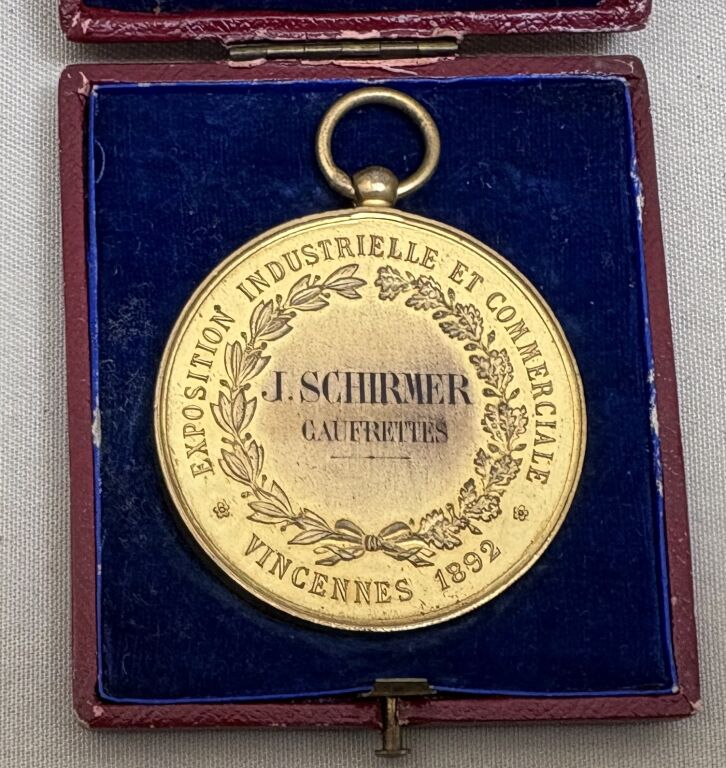 EXPOSITION INDUSTRIELLE ET COMMERCIALE
J. SCHIRMER
GAUFRETTES
VINCENNES 1892